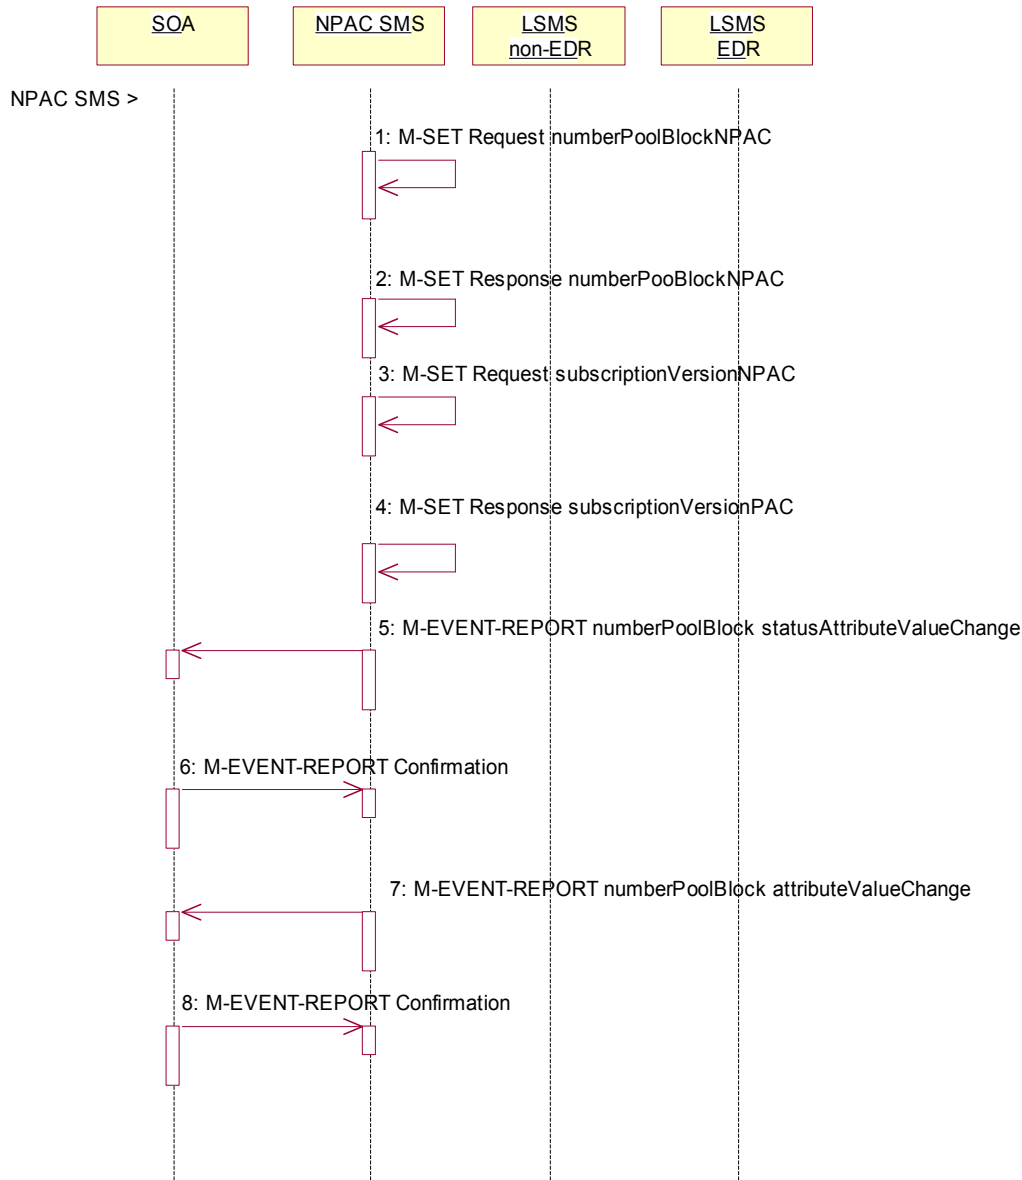 SOA
NPAC SMS
LSMS
non-EDR
LSMS
EDR
NPAC SMS >
1: M-SET Request numberPoolBlockNPAC
2: M-SET Response numberPooBlockNPAC
3: M-SET Request subscriptionVersionNPAC
4: M-SET Response subscriptionVersionPAC
5: M-EVENT-REPORT numberPoolBlock statusAttributeValueChange
6: M-EVENT-REPORT Confirmation
7: M-EVENT-REPORT numberPoolBlock attributeValueChange
8: M-EVENT-REPORT Confirmation